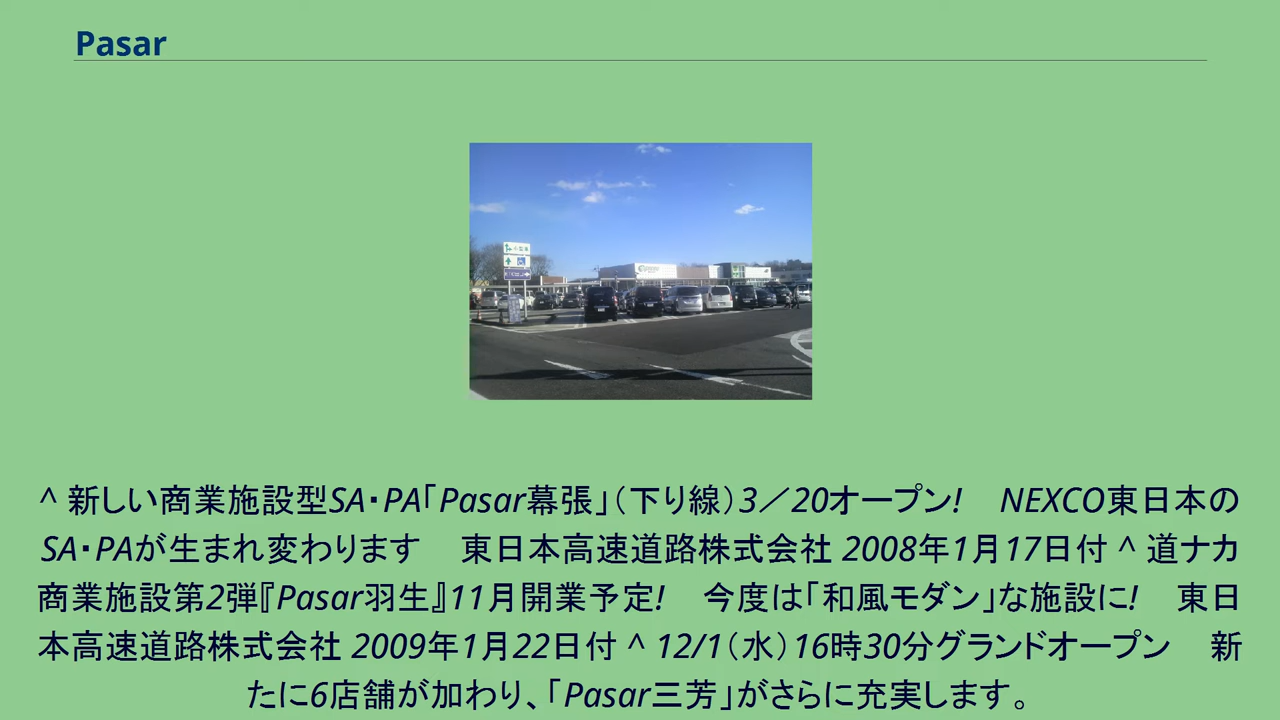 Pasar
^ 新しい商業施設型SA・PA「Pasar幕張」（下り線）3／20オープン!　NEXCO東日本の
SA・PAが生まれ変わります　東日本高速道路株式会社 2008年1月17日付 ^ 道ナカ
商業施設第2弾『Pasar羽生』11月開業予定!　今度は「和風モダン」な施設に!　東日
本高速道路株式会社 2009年1月22日付 ^ 12/1（水）16時30分グランドオープン　新
たに6店舗が加わり、「Pasar三芳」がさらに充実します。